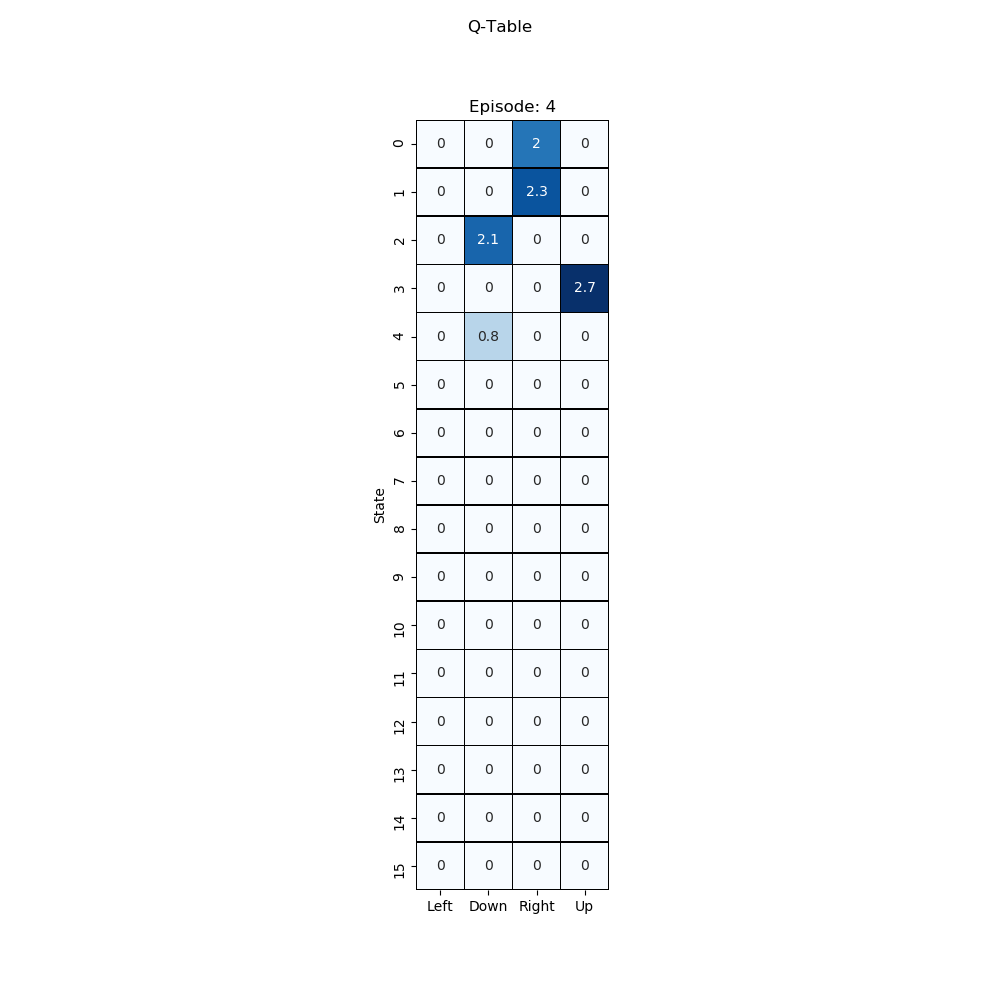 Q-Table
Episode: 4
0 0 0 2 0
1 0 0 2.3 0
2 0 2.1 0 0
3 0 0 0 2.7
4 0 0.8 0 0
5 0 0 0 0
6 0 0 0 0
7 0 0 0 0
State
8 0 0 0 0
9 0 0 0 0
10 0 0 0 0
11 0 0 0 0
12 0 0 0 0
13 0 0 0 0
14 0 0 0 0
15 0 0 0 0
Left Down Right Up